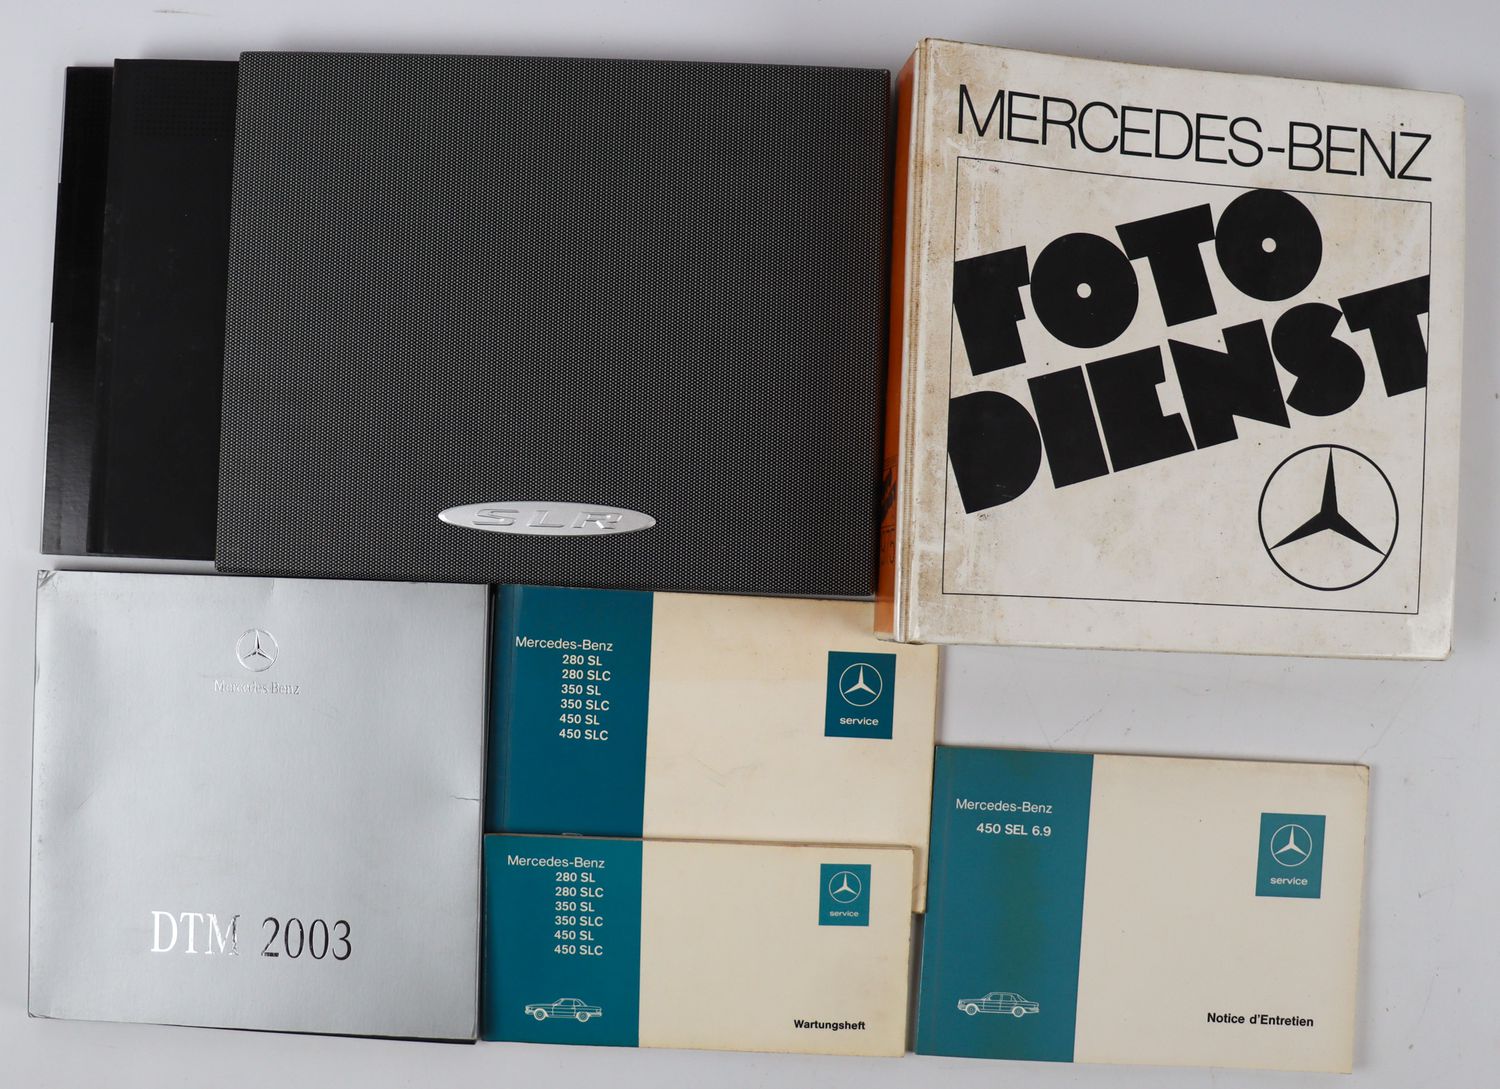 SLR
MERCEDES-BENZ
FOTO
DIENST
Mercedes-Benz
DTM 2003
Mercedes-Benz
280 SL
280 SLC
350 SL
350 SLC
450 SL
450 SLC
service
Mercedes-Benz
280 SL
280 SLC
350 SL
350 SLC
450 SL
450 SLC
service
Wartungsheft
Mercedes-Benz
450 SEL 6.9
service
Notice d'Entretien